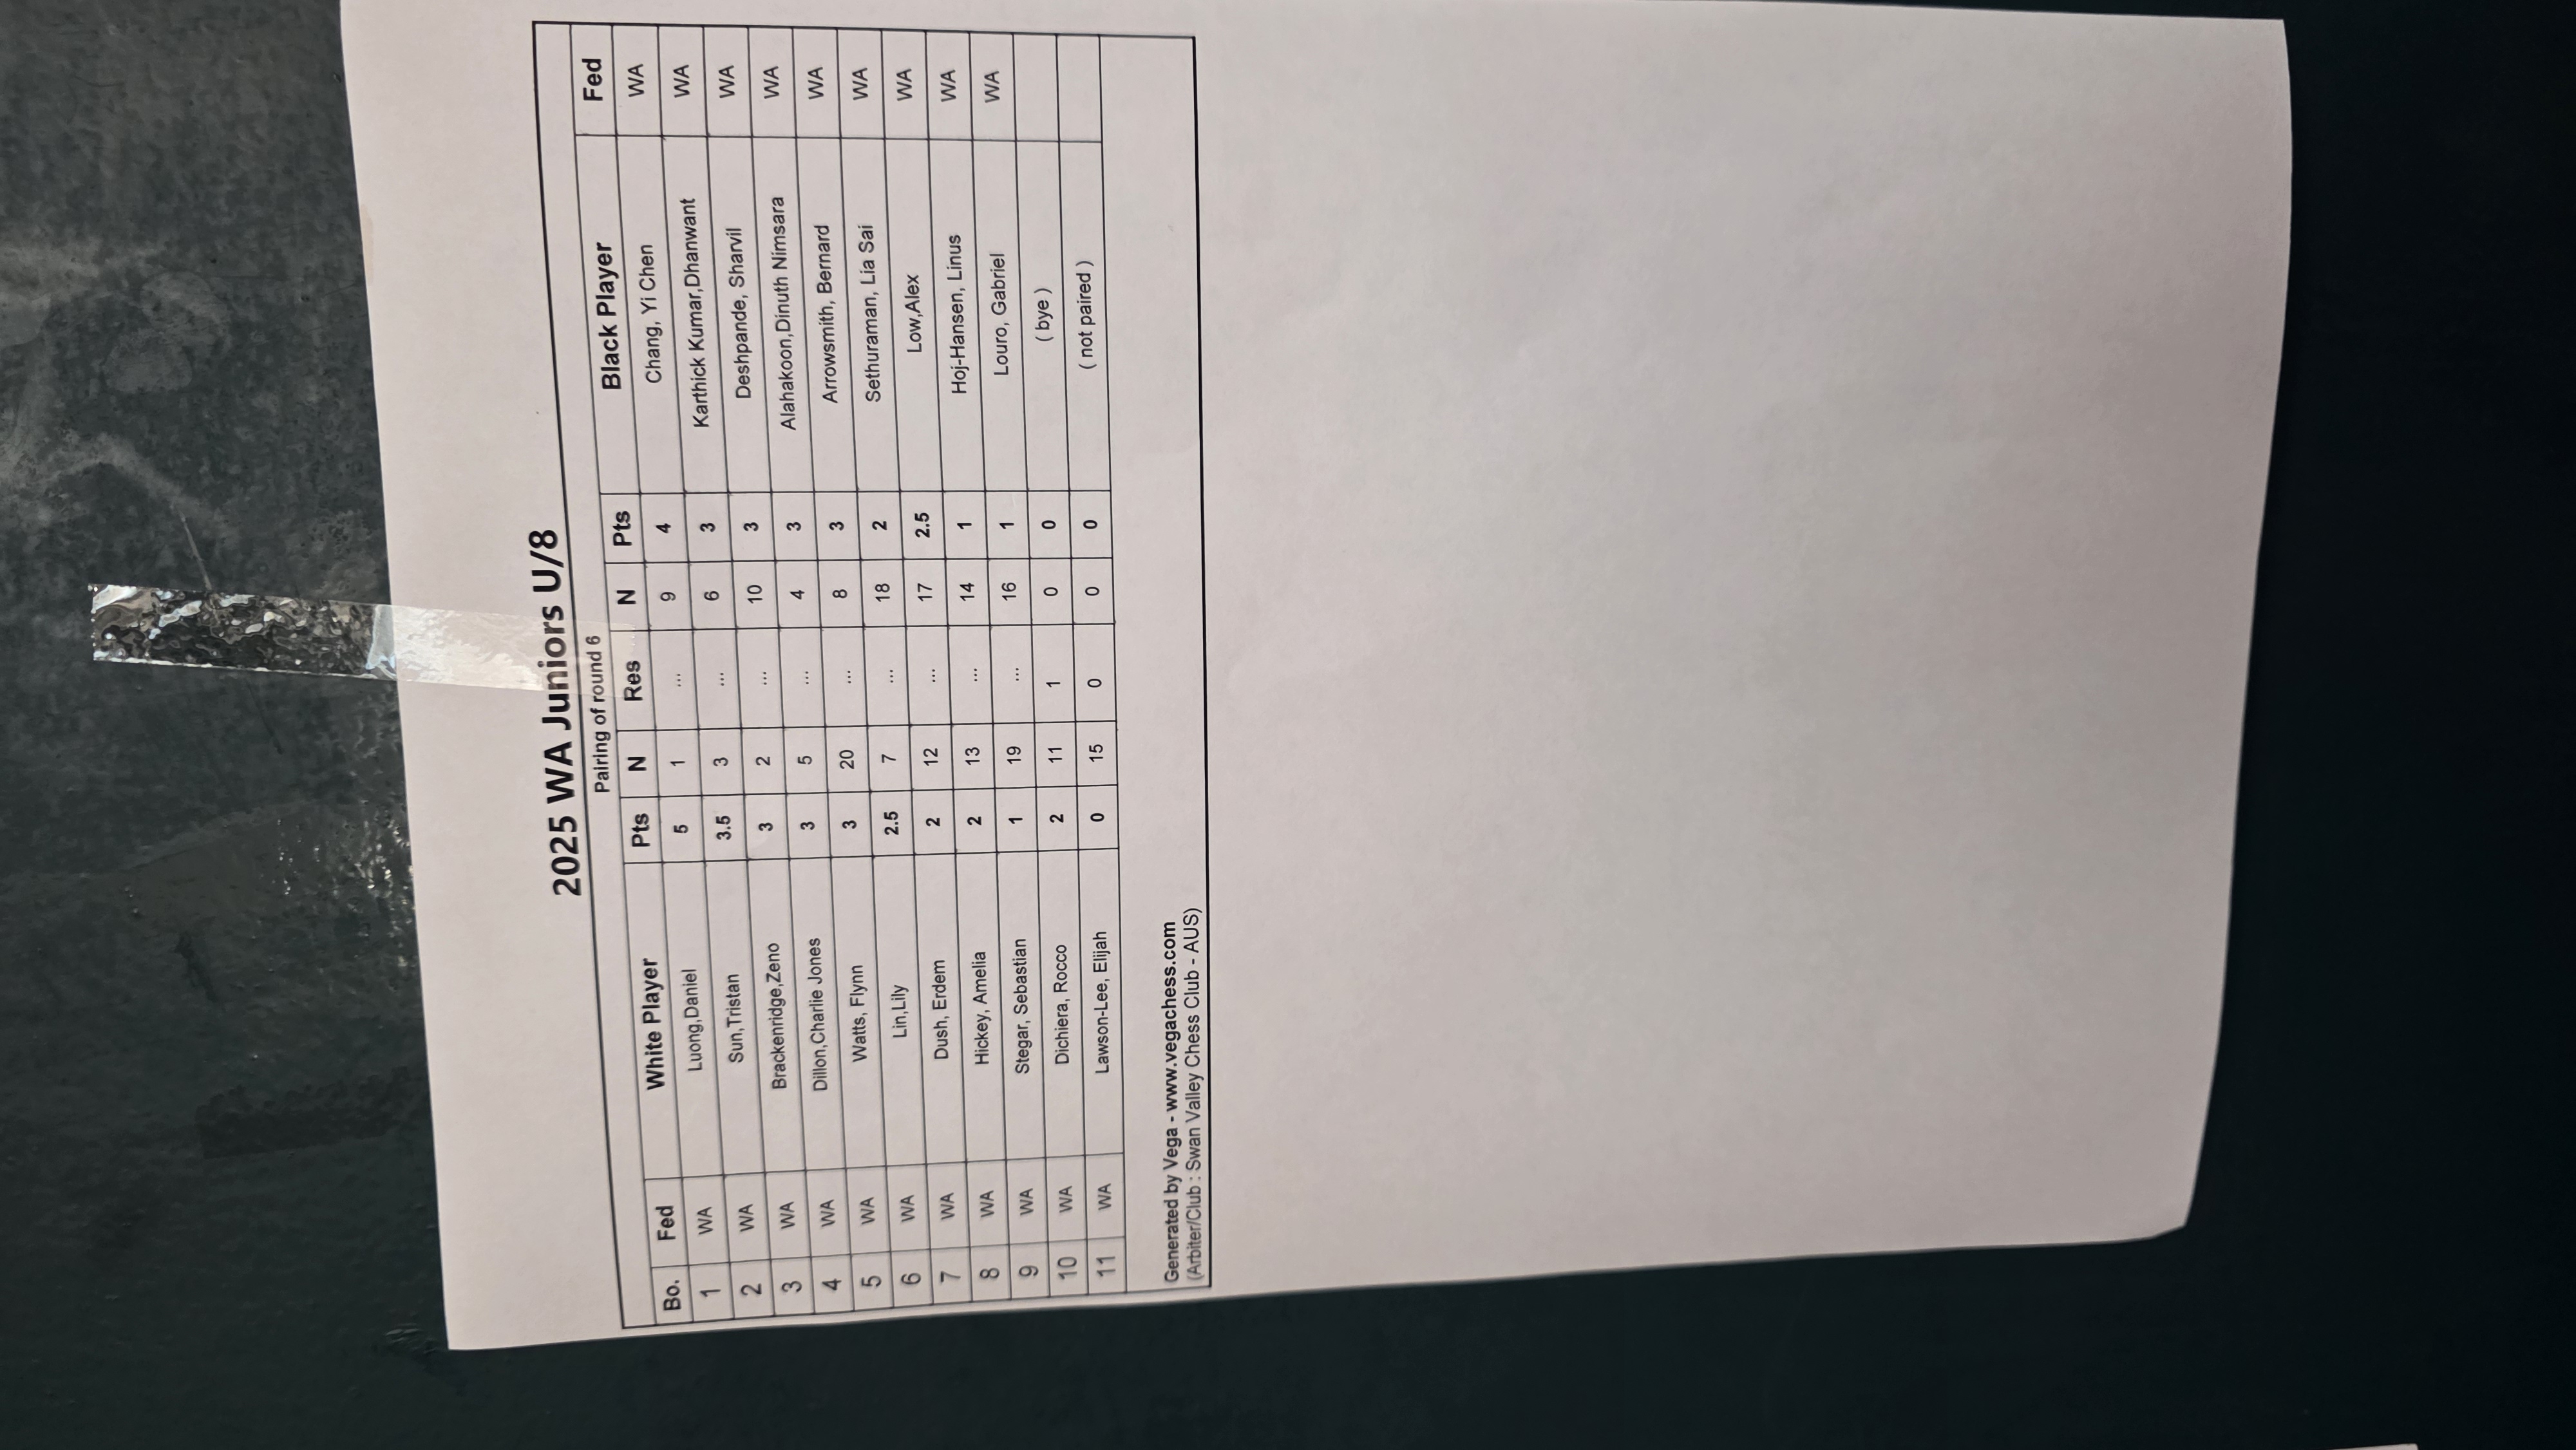 2025 WA Juniors U/8
Pairing of round 6
Bo. Fed White Player Pts N Res N Pts Black Player Fed
1 WA Luong,Daniel 5 1 ... 9 4 Chang, Yi Chen WA
2 WA Sun,Tristan 3.5 3 ... 6 3 Karthick Kumar,Dhanwant WA
3 WA Brackenridge,Zeno 3 2 ... 10 3 Deshpande, Sharvil WA
4 WA Dillon,Charlie Jones 3 5 ... 4 3 Alahakoon,Dinuth Nimsara WA
5 WA Watts, Flynn 3 20 ... 8 3 Arrowsmith, Bernard WA
6 WA Lin,Lily 2.5 7 ... 18 2 Sethuraman, Lia Sai WA
7 WA Dush, Erdem 2 12 ... 17 2.5 Low,Alex WA
8 WA Hickey, Amelia 2 13 ... 14 1 Hoj-Hansen, Linus WA
9 WA Stegar, Sebastian 1 19 ... 16 1 Louro, Gabriel WA
10 WA Dichiera, Rocco 2 11 1 0 0 ( bye )
11 WA Lawson-Lee, Elijah 0 15 0 0 0 ( not paired )
Generated by Vega - www.vegachess.com
(Arbiter/Club : Swan Valley Chess Club - AUS)